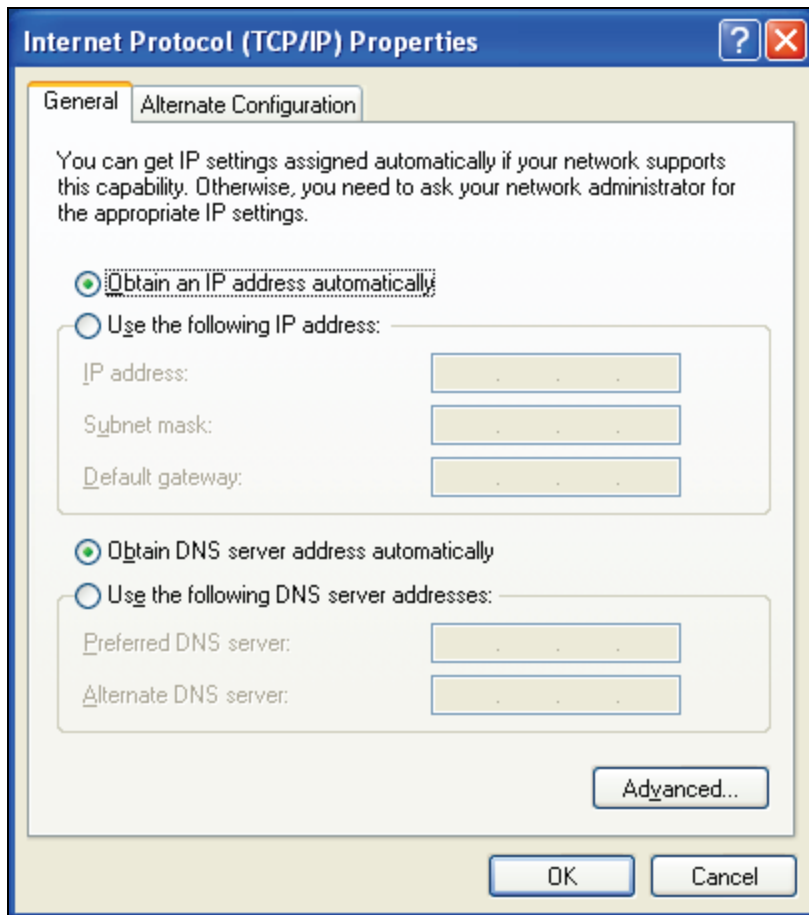 Internet Protocol (TCP/IP) Properties
General
Alternate Configuration
You can get IP settings assigned automatically if your network supports
this capability. Otherwise, you need to ask your network administrator for
the appropriate IP settings.
Obtain an IP address automatically
Use the following IP address:
IP address:
Subnet mask:
Default gateway:
Obtain DNS server address automatically
Use the following DNS server addresses:
Preferred DNS server:
Alternate DNS server:
Advanced...
OK
Cancel